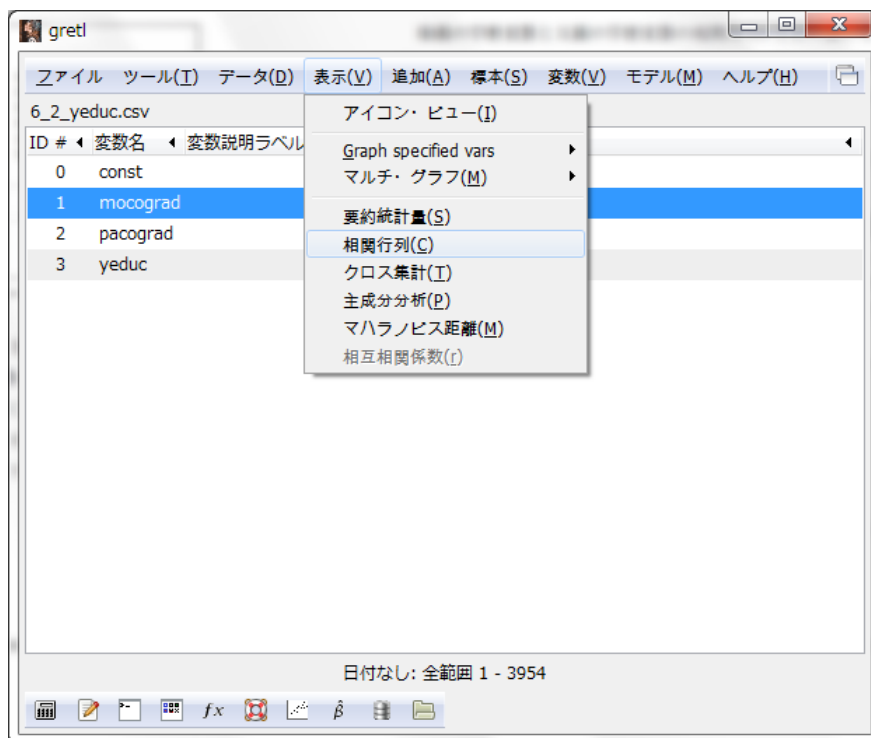 gretl
ファイル ツール(T) データ(D) 表示(V) 追加(A) 標本(S) 変数(V) モデル(M) ヘルプ(H)
6_2_yeduc.csv
ID # 変数名 変数説明ラベル
0 const
1 mocograd
2 pacograd
3 yeduc
アイコン・ビュー(I)
Graph specified vars
マルチ・グラフ(M)
要約統計量(S)
相関行列(C)
クロス集計(T)
主成分分析(P)
マハラノビス距離(M)
相互相関係数(r)
日付なし: 全範囲 1 - 3954
fx β̂